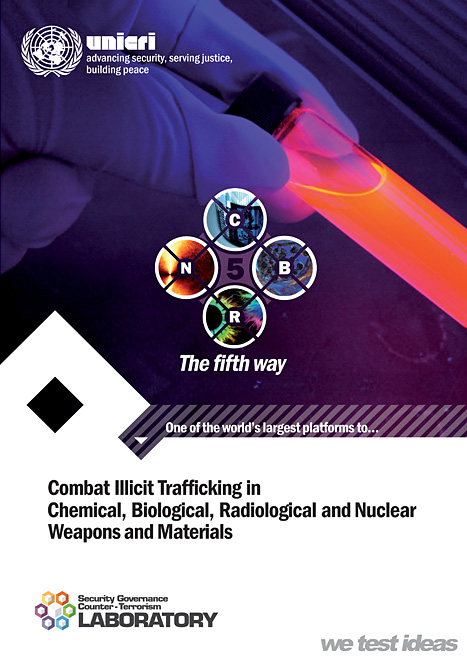 unicri
advancing security, serving justice,
building peace
C
N
5
B
R
The fifth way
One of the world's largest platforms to...
Combat Illicit Trafficking in
Chemical, Biological, Radiological and Nuclear
Weapons and Materials
Security Governance
Counter-Terrorism
LABORATORY
we test ideas